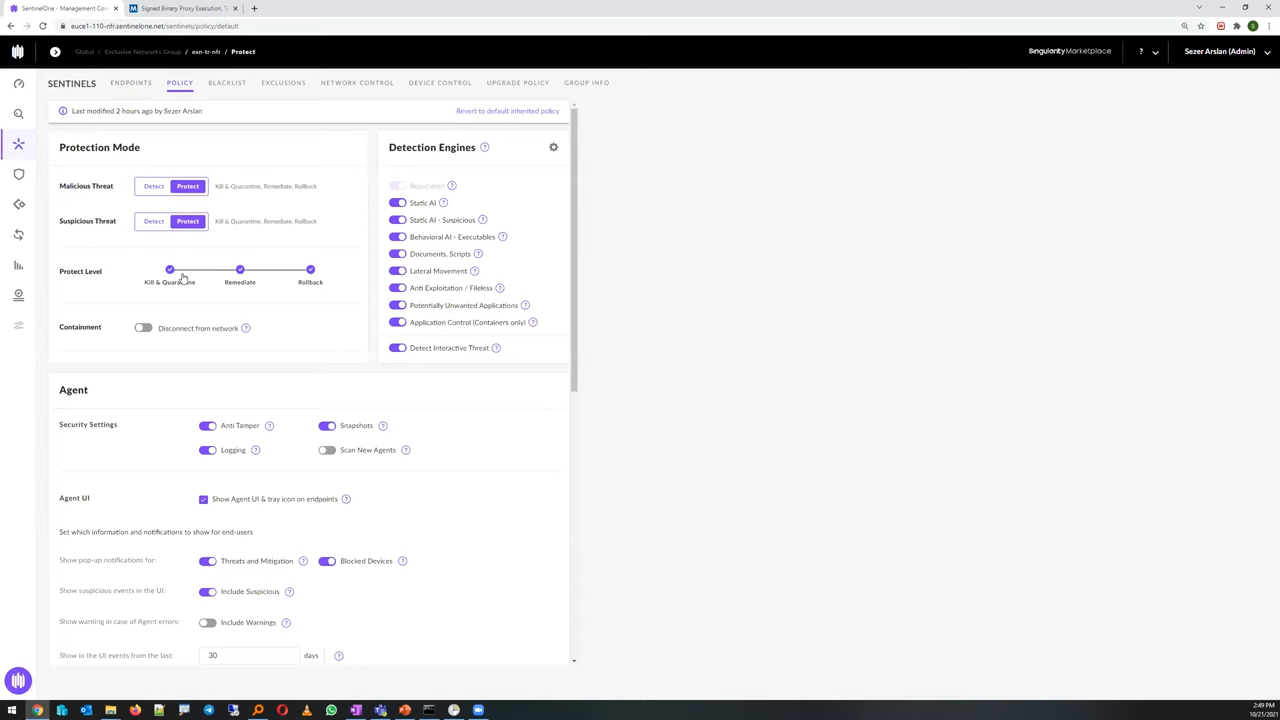 SentinelOne - Management Con
Signed Binary Proxy Execution, T
euce1-110-nfr.sentinelone.net/sentinels/policy/default
Global / Exclusive Networks Group / exn-tr-nfr / Protect
Singularity Marketplace
?
Sezer Arslan (Admin)
SENTINELS
ENDPOINTS
POLICY
BLACKLIST
EXCLUSIONS
NETWORK CONTROL
DEVICE CONTROL
UPGRADE POLICY
GROUP INFO
Last modified 2 hours ago by Sezer Arslan
Revert to default inherited policy
Protection Mode
Malicious Threat
Detect
Protect
Kill & Quarantine, Remediate, Rollback
Suspicious Threat
Detect
Protect
Kill & Quarantine, Remediate, Rollback
Protect Level
Kill & Quarantine
Remediate
Rollback
Containment
Disconnect from network ?
Detection Engines ?
Reputation ?
Static AI ?
Static AI - Suspicious ?
Behavioral AI - Executables ?
Documents, Scripts ?
Lateral Movement ?
Anti Exploitation / Fileless ?
Potentially Unwanted Applications ?
Application Control (Containers only) ?
Detect Interactive Threat ?
Agent
Security Settings
Anti Tamper ?
Snapshots ?
Logging ?
Scan New Agents ?
Agent UI
Show Agent UI & tray icon on endpoints ?
Set which information and notifications to show for end-users
Show pop-up notifications for:
Threats and Mitigation ?
Blocked Devices ?
Show suspicious events in the UI:
Include Suspicious ?
Show warning in case of Agent errors:
Include Warnings ?
Show in the UI events from the last:
30
days
?
2:49 PM
10/21/2021